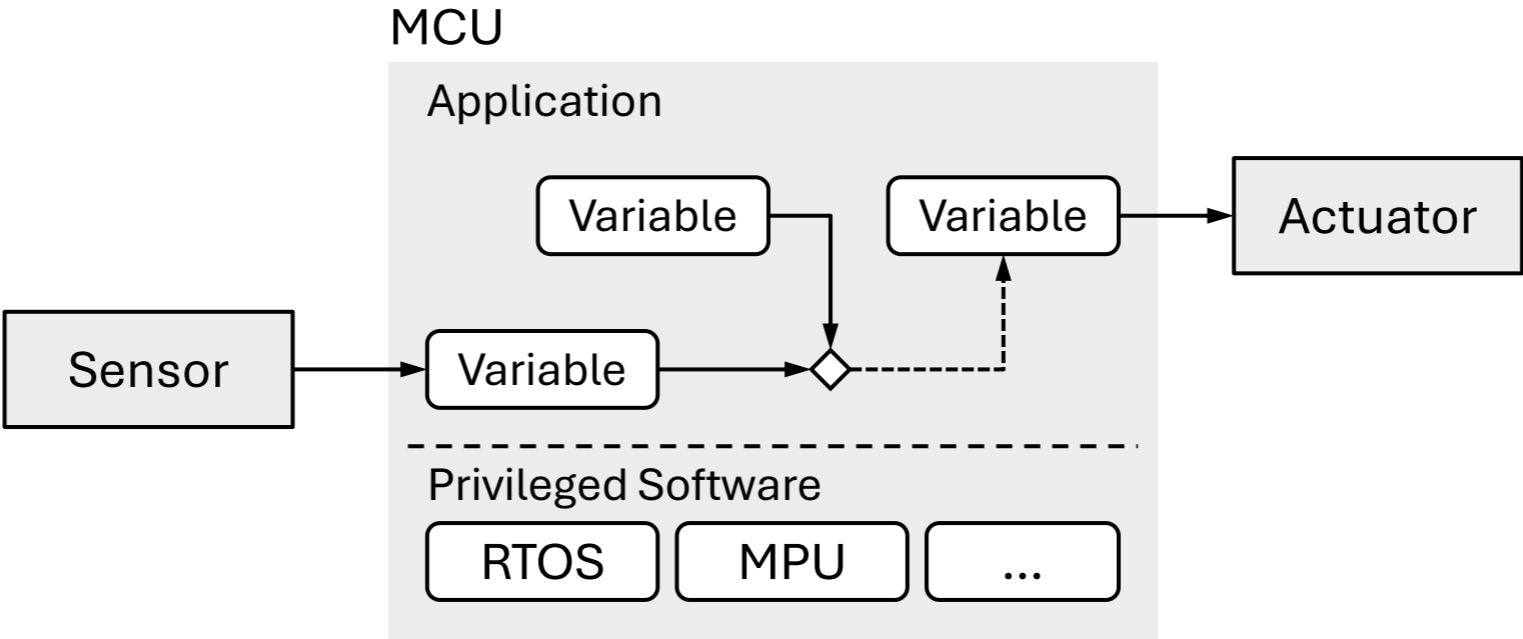 MCU
Application
Variable
Variable
Actuator
Sensor
Variable
Privileged Software
RTOS
MPU
...